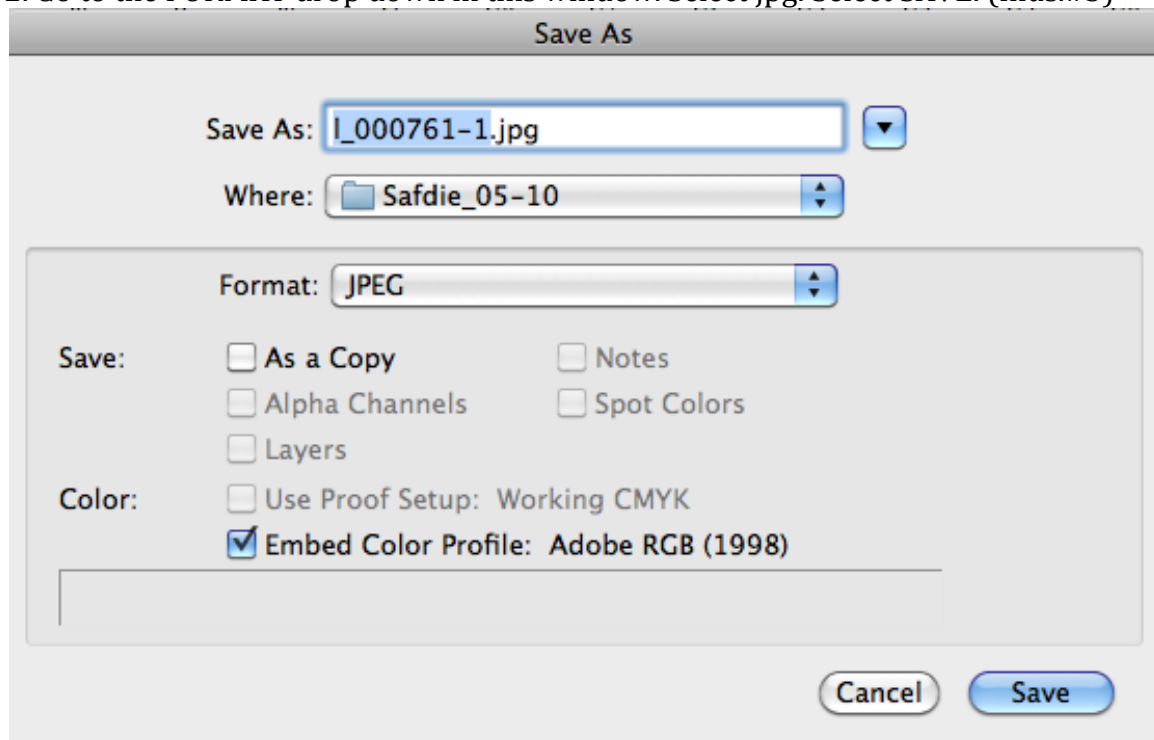 Save As
Save As: I_000761-1.jpg
Where: Safdie_05-10
Format: JPEG
Save: As a Copy Notes
Alpha Channels Spot Colors
Layers
Color: Use Proof Setup: Working CMYK
Embed Color Profile: Adobe RGB (1998)
Cancel Save